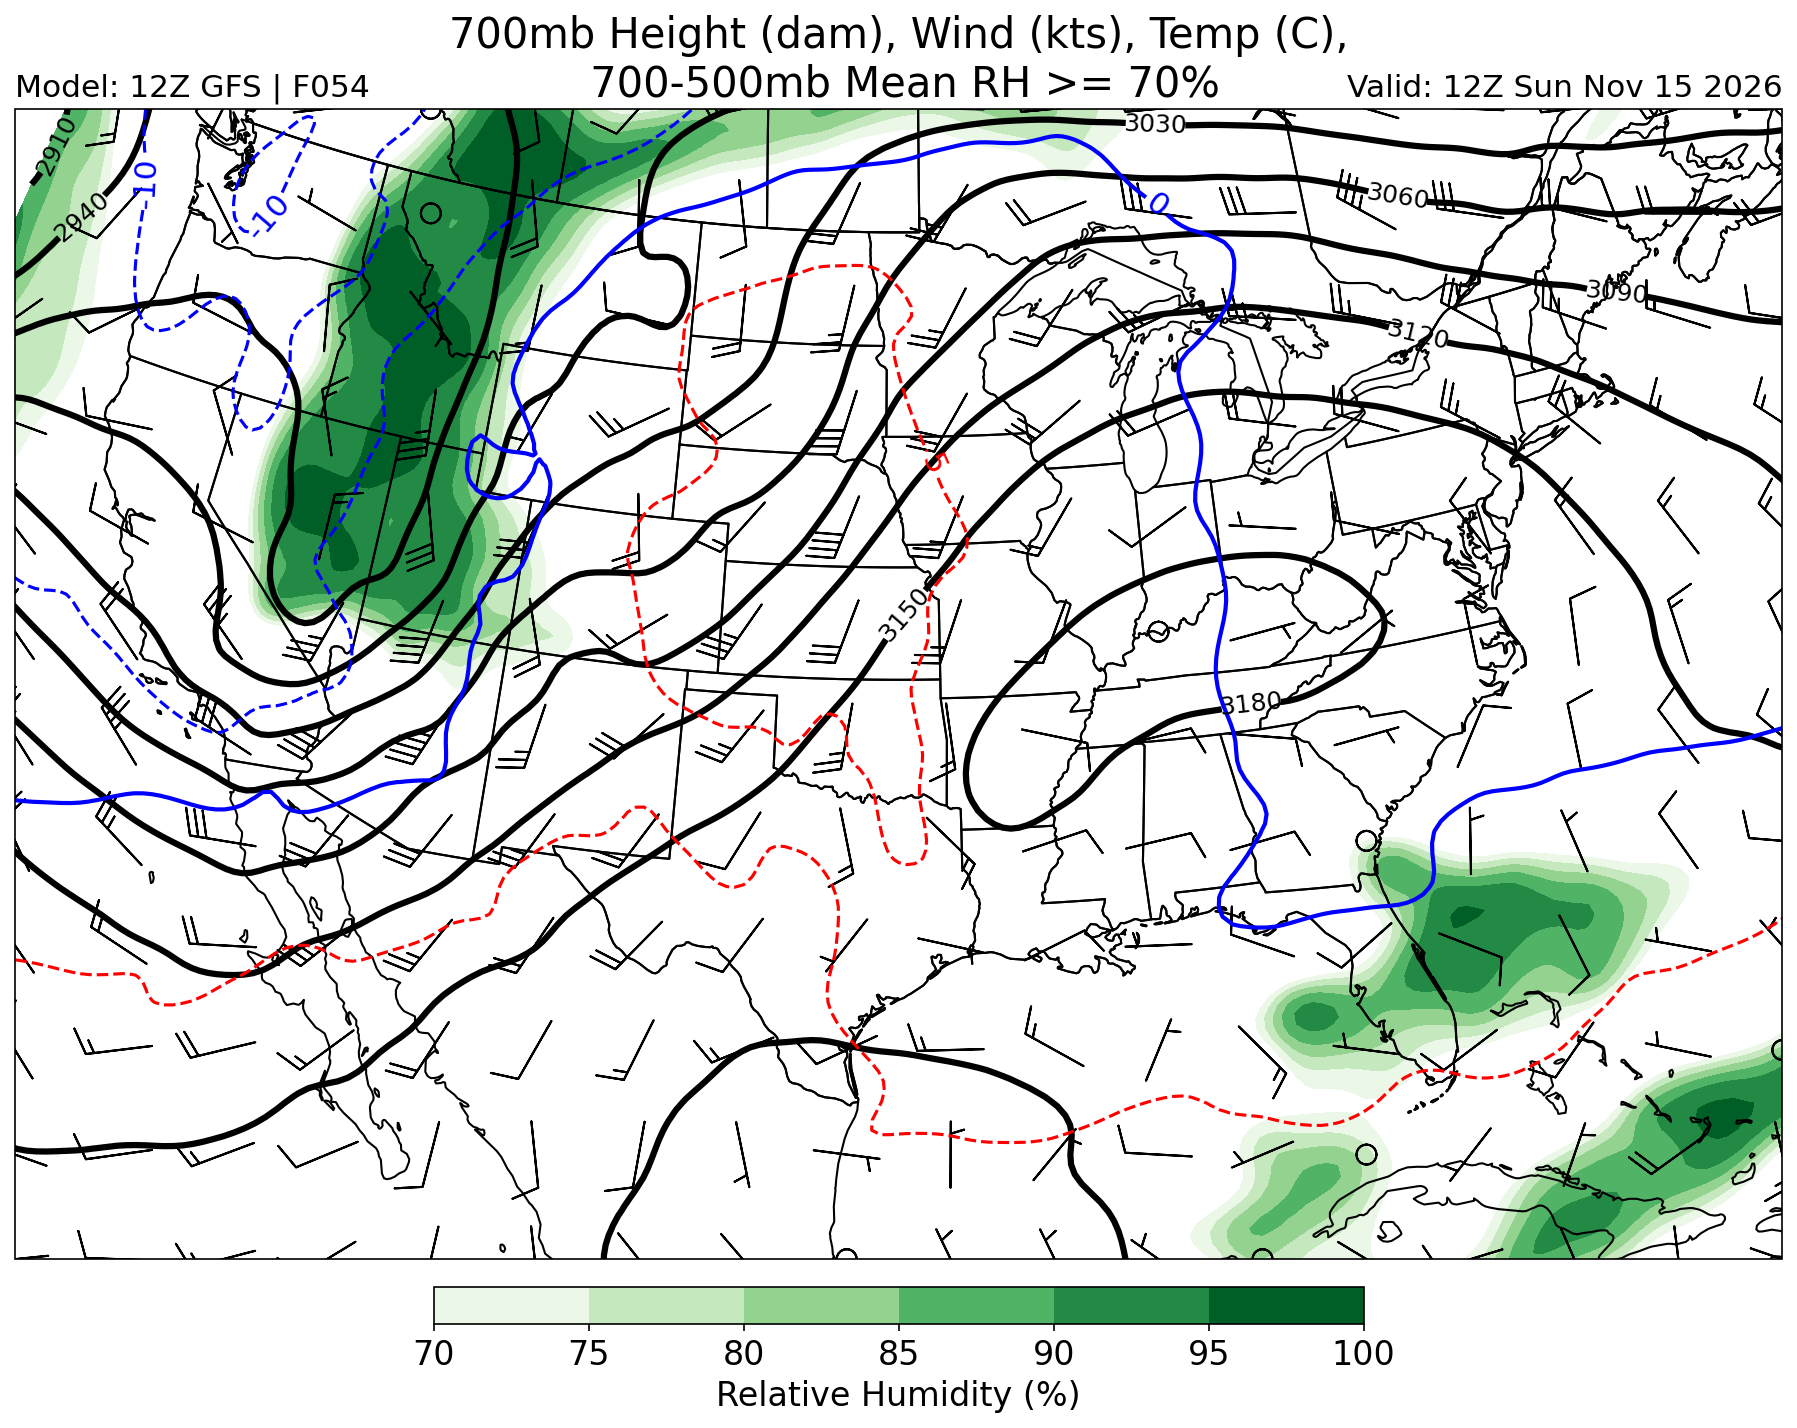 700mb Height (dam), Wind (kts), Temp (C),
700-500mb Mean RH >= 70%
Model: 12Z GFS | F054
Valid: 12Z Sun Nov 15 2026
2910
2940
-10
-10
3030
3060
0
3090
3120
5
3150
3180
70 75 80 85 90 95 100
Relative Humidity (%)